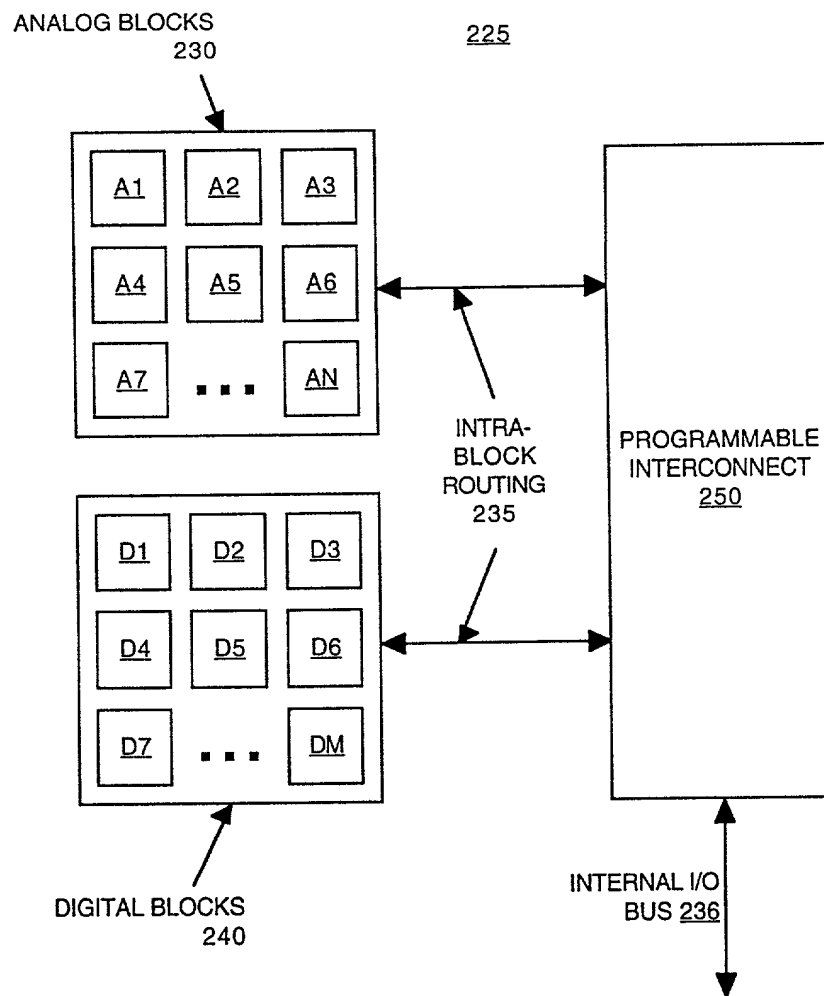 ANALOG BLOCKS
230
225
A1 A2 A3
A4 A5 A6
A7 ... AN
INTRA-
BLOCK
ROUTING
235
PROGRAMMABLE
INTERCONNECT
250
D1 D2 D3
D4 D5 D6
D7 ... DM
DIGITAL BLOCKS
240
INTERNAL I/O
BUS 236